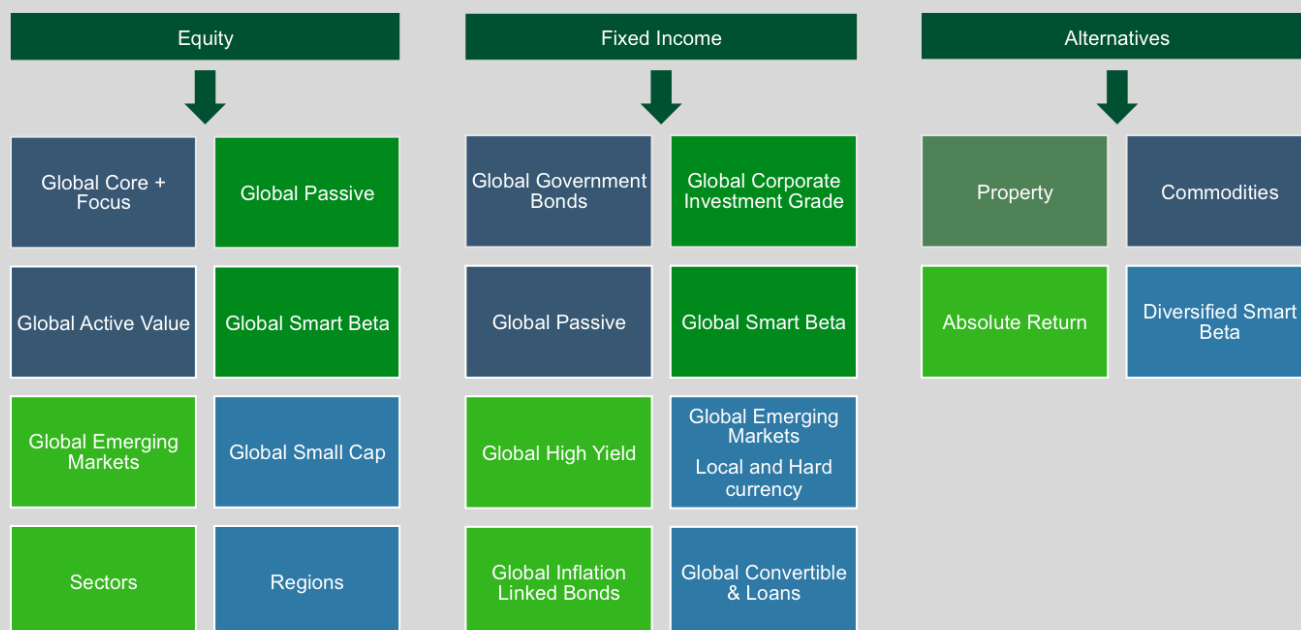 Equity
Fixed Income
Alternatives
Global Core +
Focus
Global Passive
Global Government
Bonds
Global Corporate
Investment Grade
Property
Commodities
Global Active Value
Global Smart Beta
Global Passive
Global Smart Beta
Absolute Return
Diversified Smart
Beta
Global Emerging
Markets
Global Small Cap
Global High Yield
Global Emerging
Markets
Local and Hard
currency
Sectors
Regions
Global Inflation
Linked Bonds
Global Convertible
& Loans